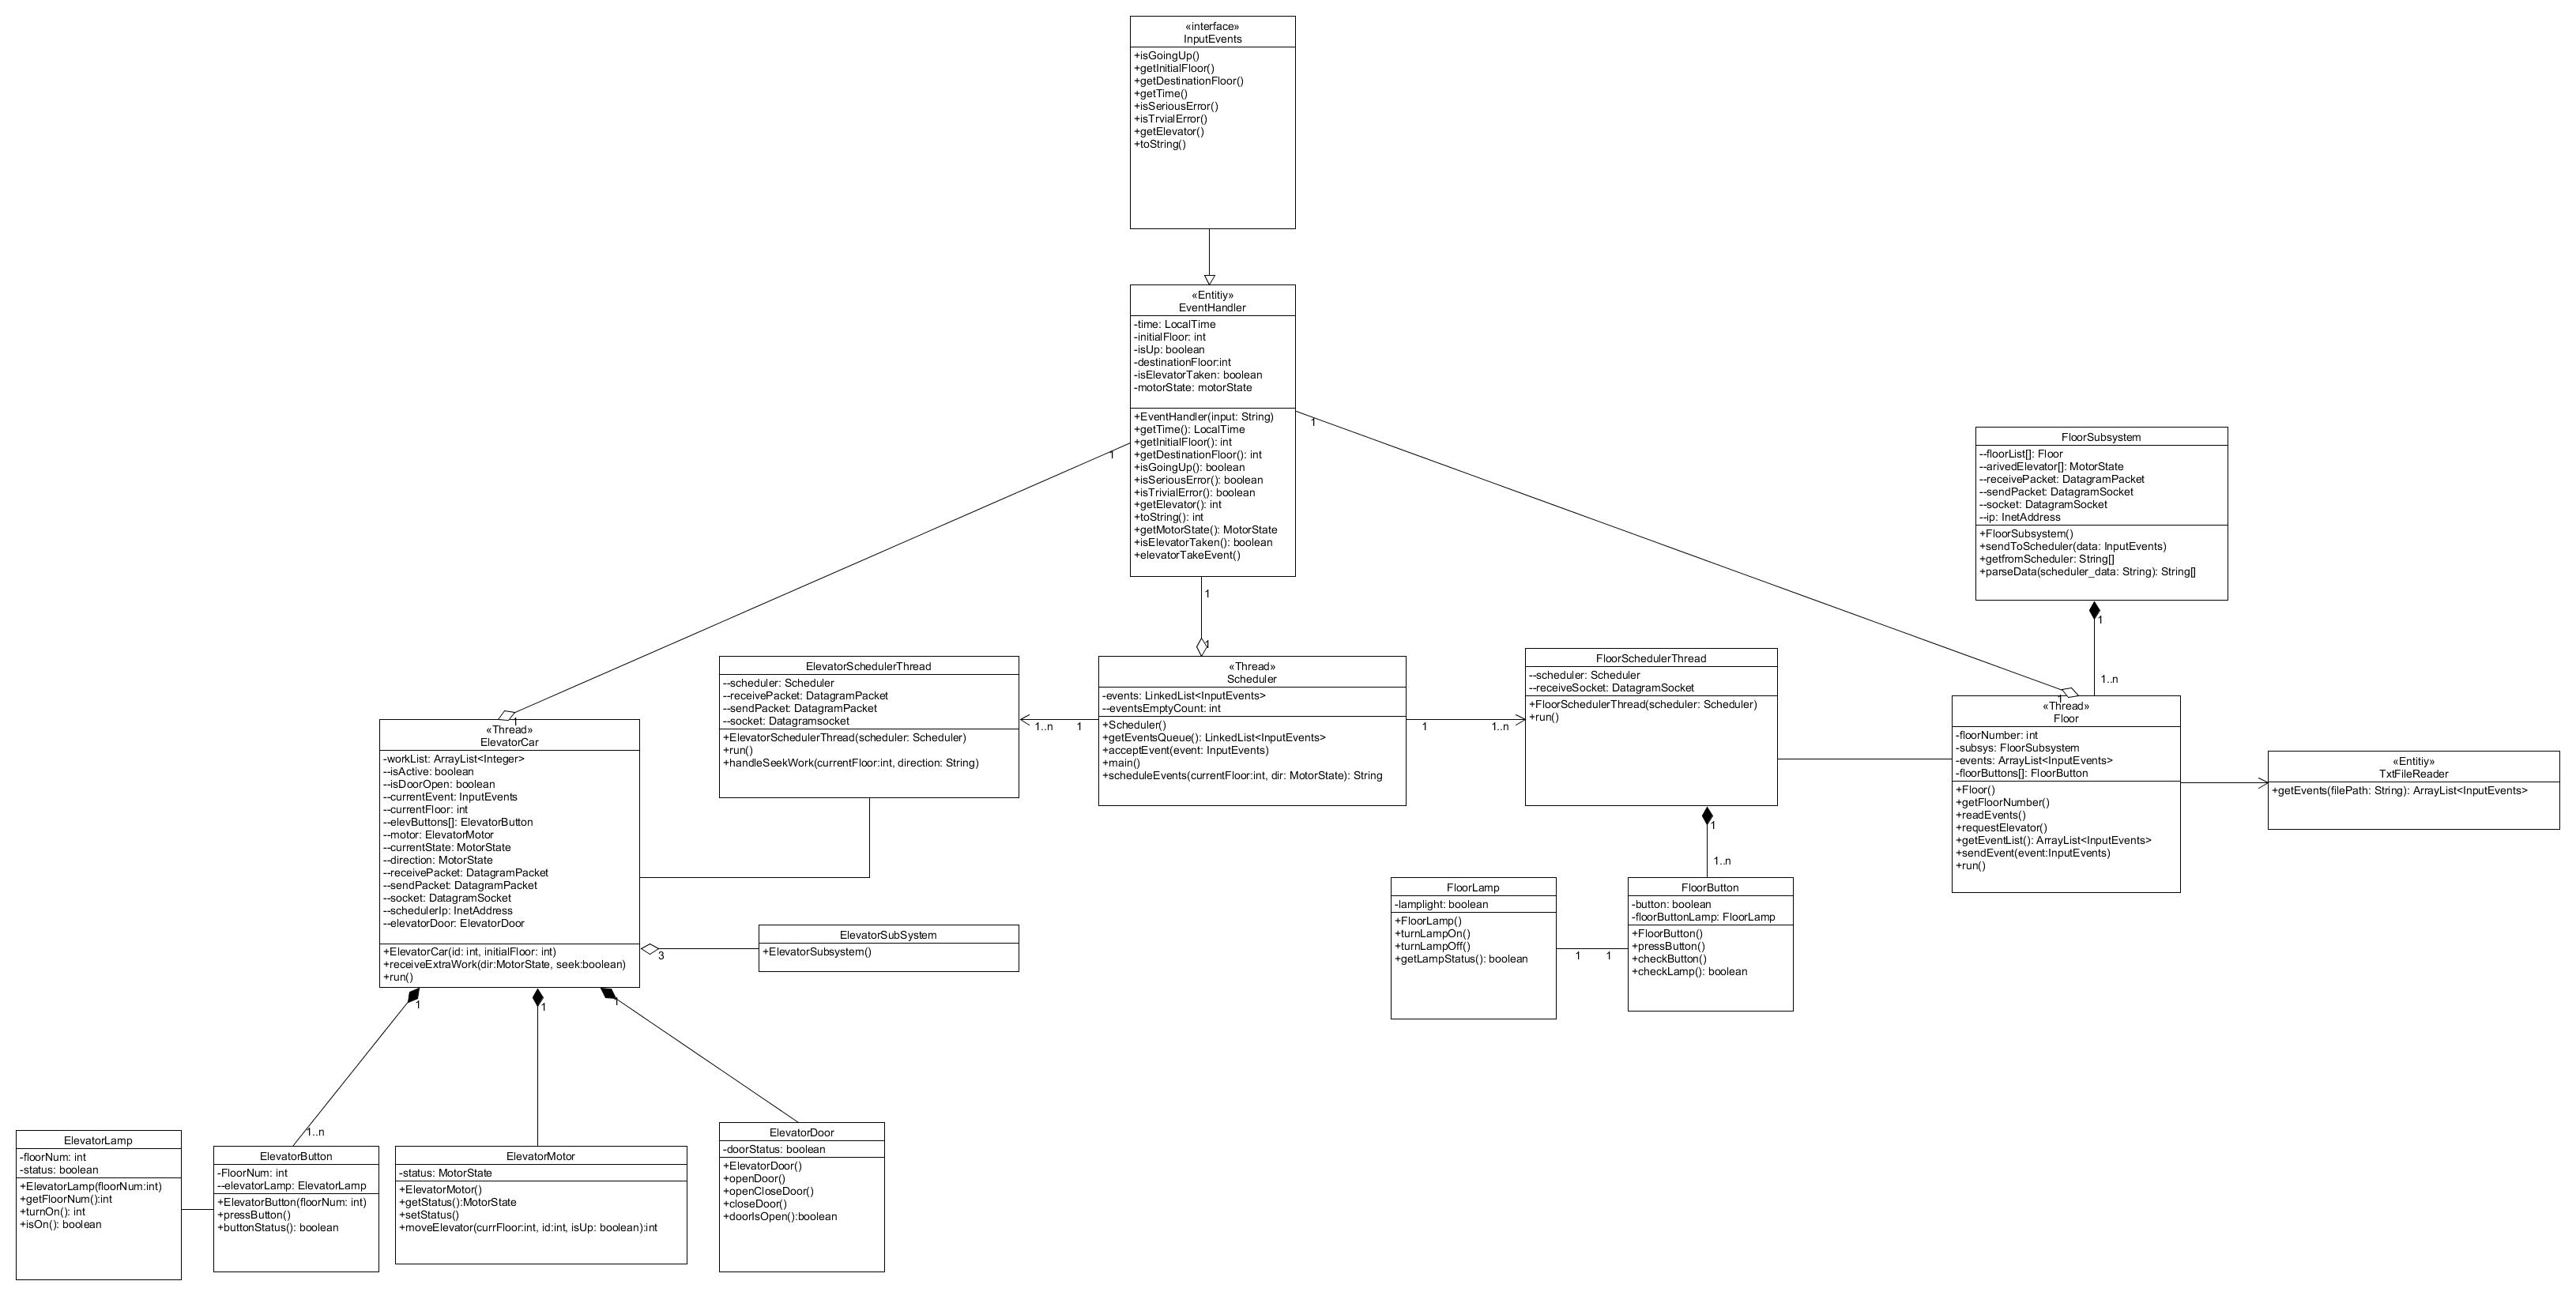 «interface»
InputEvents
+isGoingUp()
+getInitialFloor()
+getDestinationFloor()
+getTime()
+isSeriousError()
+isTrvialError()
+getElevator()
+toString()
«Entitiy»
EventHandler
-time: LocalTime
-initialFloor: int
-isUp: boolean
-destinationFloor:int
-isElevatorTaken: boolean
-motorState: motorState
+EventHandler(input: String)
+getTime(): LocalTime
+getInitialFloor(): int
+getDestinationFloor(): int
+isGoingUp(): boolean
+isSeriousError(): boolean
+isTrivialError(): boolean
+getElevator(): int
+toString(): int
+getMotorState(): MotorState
+isElevatorTaken(): boolean
+elevatorTakeEvent()
1
1
1
1
1
1
FloorSubsystem
--floorList[]: Floor
--arivedElevator[]: MotorState
--receivePacket: DatagramPacket
--sendPacket: DatagramSocket
--socket: DatagramSocket
--ip: InetAddress
+FloorSubsystem()
+sendToScheduler(data: InputEvents)
+getfromScheduler: String[]
+parseData(scheduler_data: String): String[]
1
1..n
ElevatorSchedulerThread
--scheduler: Scheduler
--receivePacket: DatagramPacket
--sendPacket: DatagramPacket
--socket: Datagramsocket
+ElevatorSchedulerThread(scheduler: Scheduler)
+run()
+handleSeekWork(currentFloor:int, direction: String)
1..n
1
«Thread»
Scheduler
-events: LinkedList<InputEvents>
--eventsEmptyCount: int
+Scheduler()
+getEventsQueue(): LinkedList<InputEvents>
+acceptEvent(event: InputEvents)
+main()
+scheduleEvents(currentFloor:int, dir: MotorState): String
1
1..n
FloorSchedulerThread
--scheduler: Scheduler
--receiveSocket: DatagramSocket
+FloorSchedulerThread(scheduler: Scheduler)
+run()
1
1..n
«Thread»
Floor
-floorNumber: int
-subsys: FloorSubsystem
-events: ArrayList<InputEvents>
-floorButtons[]: FloorButton
+Floor()
+getFloorNumber()
+readEvents()
+requestElevator()
+getEventList(): ArrayList<InputEvents>
+sendEvent(event:InputEvents)
+run()
«Entitiy»
TxtFileReader
+getEvents(filePath: String): ArrayList<InputEvents>
«Thread»
ElevatorCar
-workList: ArrayList<Integer>
--isActive: boolean
--isDoorOpen: boolean
--currentEvent: InputEvents
--currentFloor: int
--elevButtons[]: ElevatorButton
--motor: ElevatorMotor
--currentState: MotorState
--direction: MotorState
--receivePacket: DatagramPacket
--sendPacket: DatagramPacket
--socket: DatagramSocket
--schedulerIp: InetAddress
--elevatorDoor: ElevatorDoor
+ElevatorCar(id: int, initialFloor: int)
+receiveExtraWork(dir:MotorState, seek:boolean)
+run()
3
ElevatorSubSystem
+ElevatorSubsystem()
FloorLamp
-lamplight: boolean
+FloorLamp()
+turnLampOn()
+turnLampOff()
+getLampStatus(): boolean
1
1
FloorButton
-button: boolean
-floorButtonLamp: FloorLamp
+FloorButton()
+pressButton()
+checkButton()
+checkLamp(): boolean
1
1
1
1..n
ElevatorLamp
-floorNum: int
-status: boolean
+ElevatorLamp(floorNum:int)
+getFloorNum():int
+turnOn(): int
+isOn(): boolean
ElevatorButton
-FloorNum: int
--elevatorLamp: ElevatorLamp
+ElevatorButton(floorNum: int)
+pressButton()
+buttonStatus(): boolean
ElevatorMotor
-status: MotorState
+ElevatorMotor()
+getStatus():MotorState
+setStatus()
+moveElevator(currFloor:int, id:int, isUp: boolean):int
ElevatorDoor
-doorStatus: boolean
+ElevatorDoor()
+openDoor()
+openCloseDoor()
+closeDoor()
+doorIsOpen():boolean